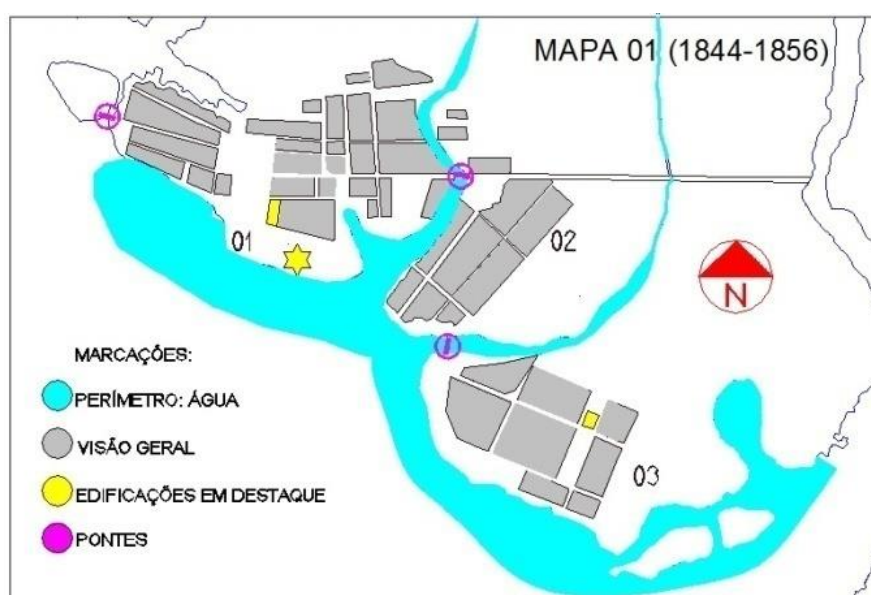 MAPA 01 (1844-1856)
01
02
N
MARCAÇÕES:
PERÍMETRO: ÁGUA
VISÃO GERAL
EDIFICAÇÕES EM DESTAQUE
PONTES
03